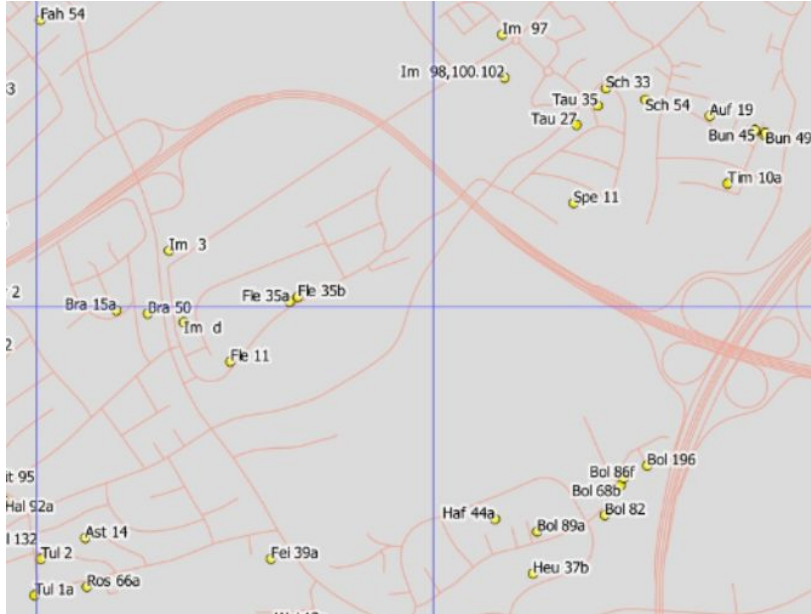 Fah 54
Im 97
Im 98,100.102
Sch 33
Tau 35
Sch 54
Auf 19
Tau 27
Bun 45
Bun 49
Tim 10a
Spe 11
Im 3
Fle 35a
Fle 35b
Bra 15a
Bra 50
Im d
Fle 11
Bol 196
Bol 86f
Bol 68b
Hal 92a
Haf 44a
Bol 82
Bol 89a
Ast 14
Tul 2
Fei 39a
Heu 37b
Ros 66a
Tul 1a